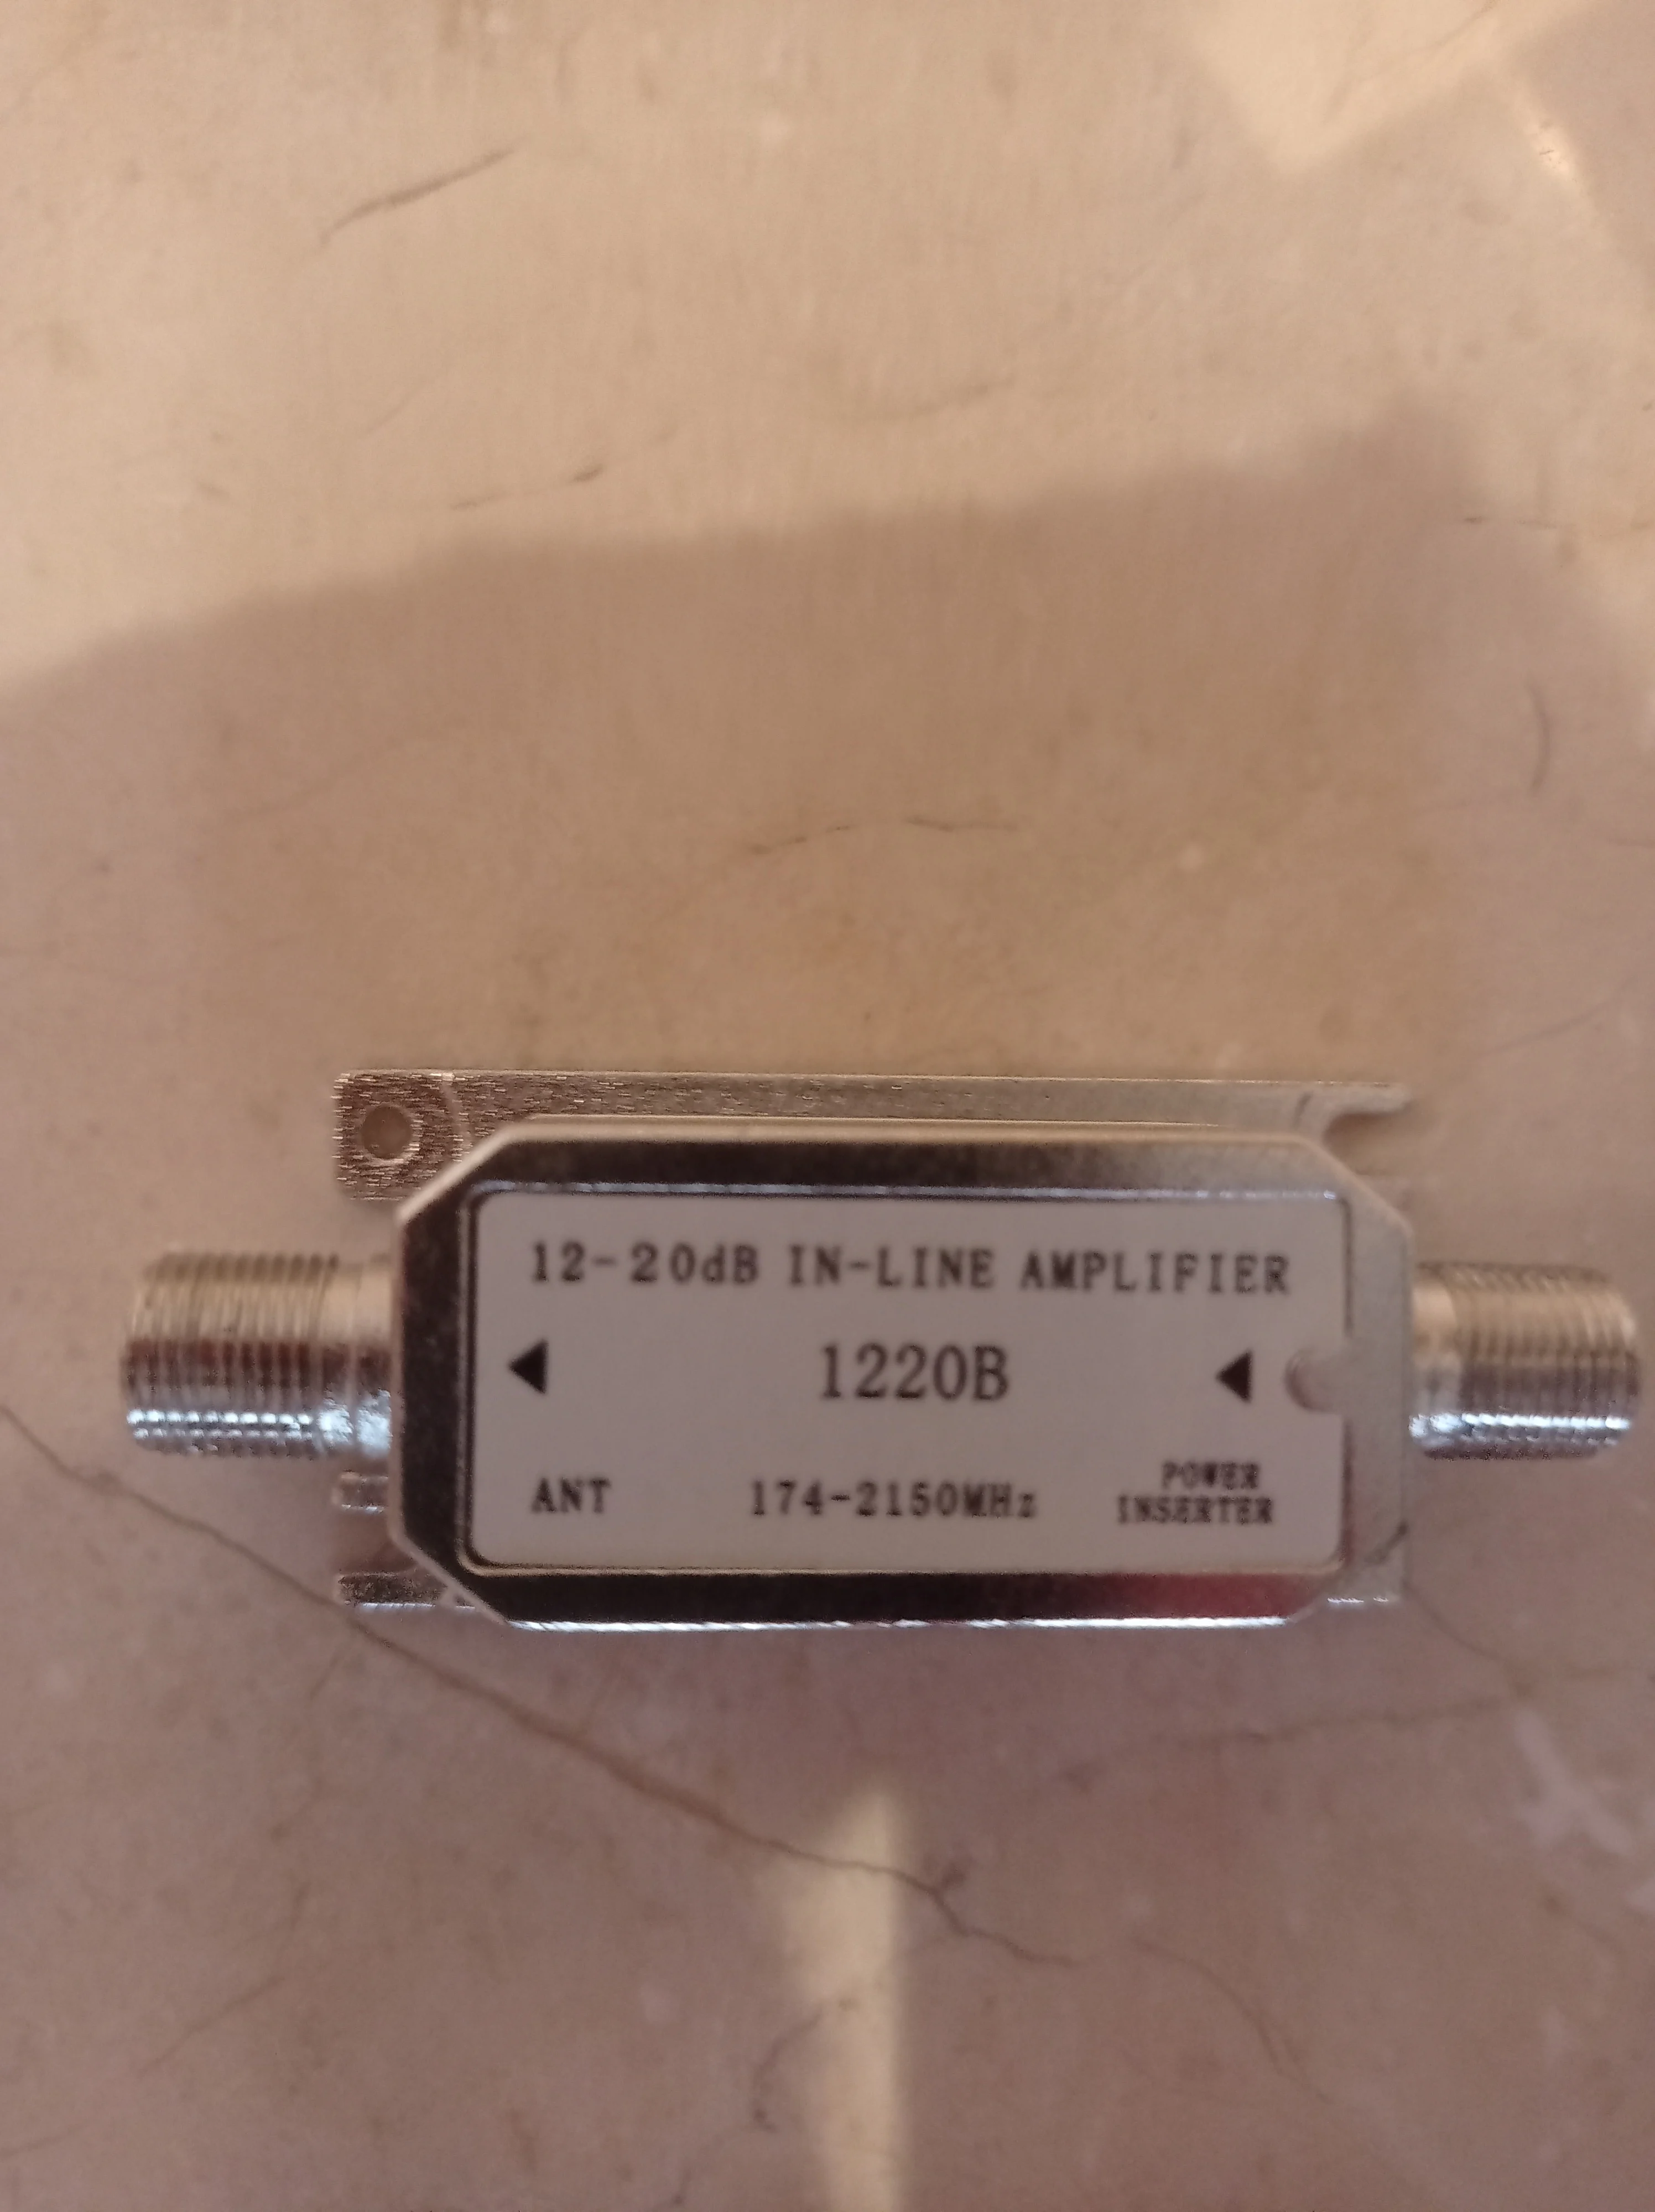 12-20dB IN-LINE AMPLIFIER
1220B
ANT
174-2150MHz
POWER
INSERTER